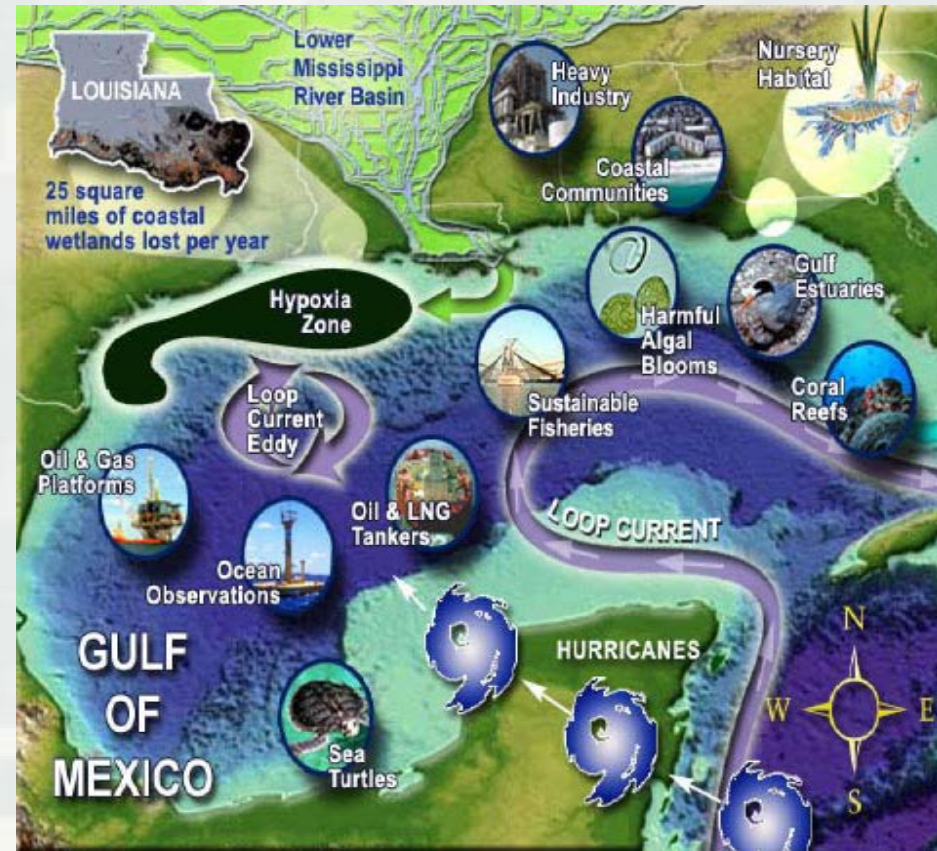 LOUISIANA
25 square
miles of coastal
wetlands lost per year
Lower
Mississippi
River Basin
Heavy
Industry
Coastal
Communities
Nursery
Habitat
Hypoxia
Zone
Harmful
Algal
Blooms
Gulf
Estuaries
Coral
Reefs
Sustainable
Fisheries
Loop
Current
Eddy
Oil & Gas
Platforms
Oil & LNG
Tankers
Ocean
Observations
LOOP CURRENT
HURRICANES
GULF
OF
MEXICO
Sea
Turtles
N
W
E
S